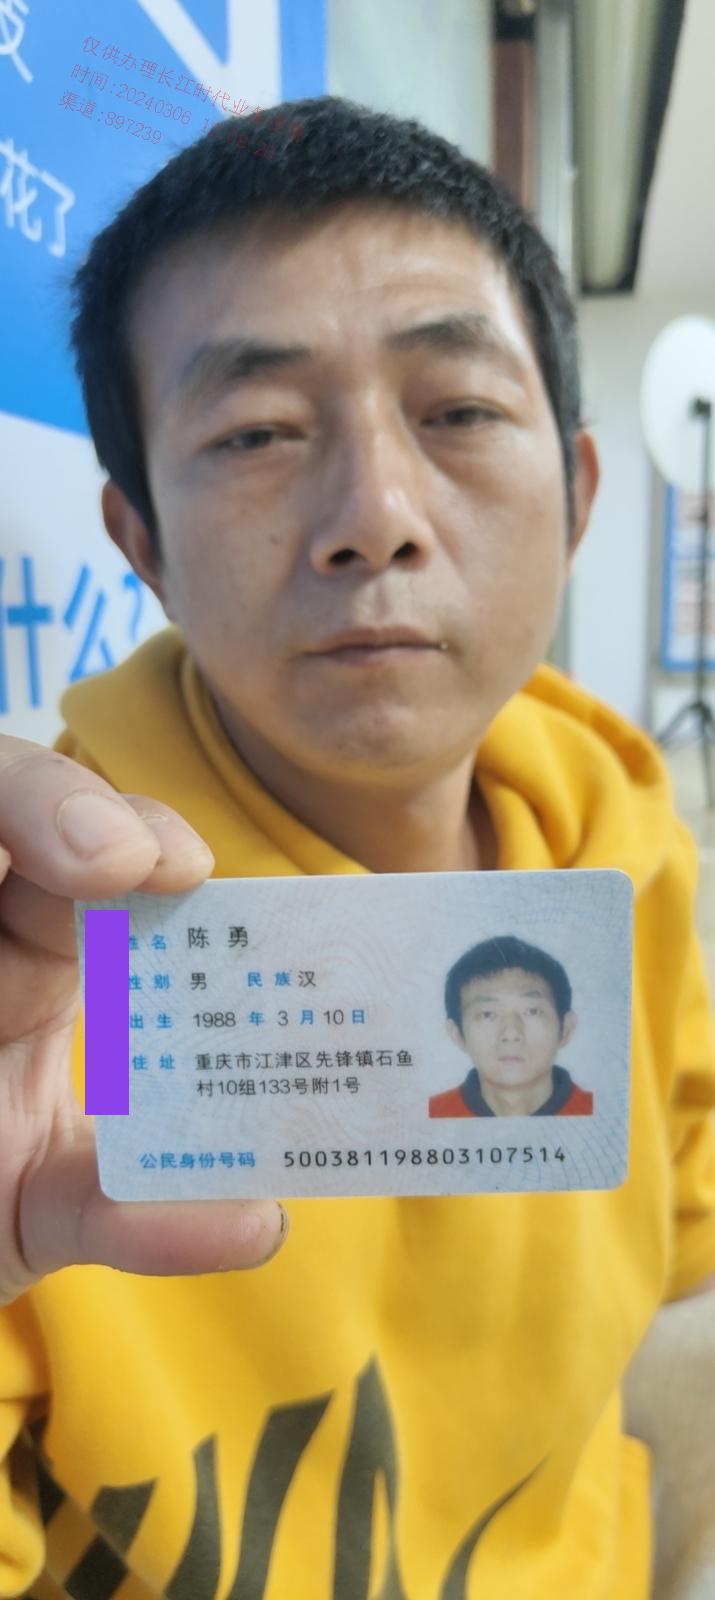 仅供办理长江时代业务使用
时间:20240306
渠道:897239
花了
什么?
姓名 陈勇
性别 男 民族 汉
出生 1988 年 3 月 10 日
住址 重庆市江津区先锋镇石鱼
村10组133号附1号
公民身份号码 500381198803107514